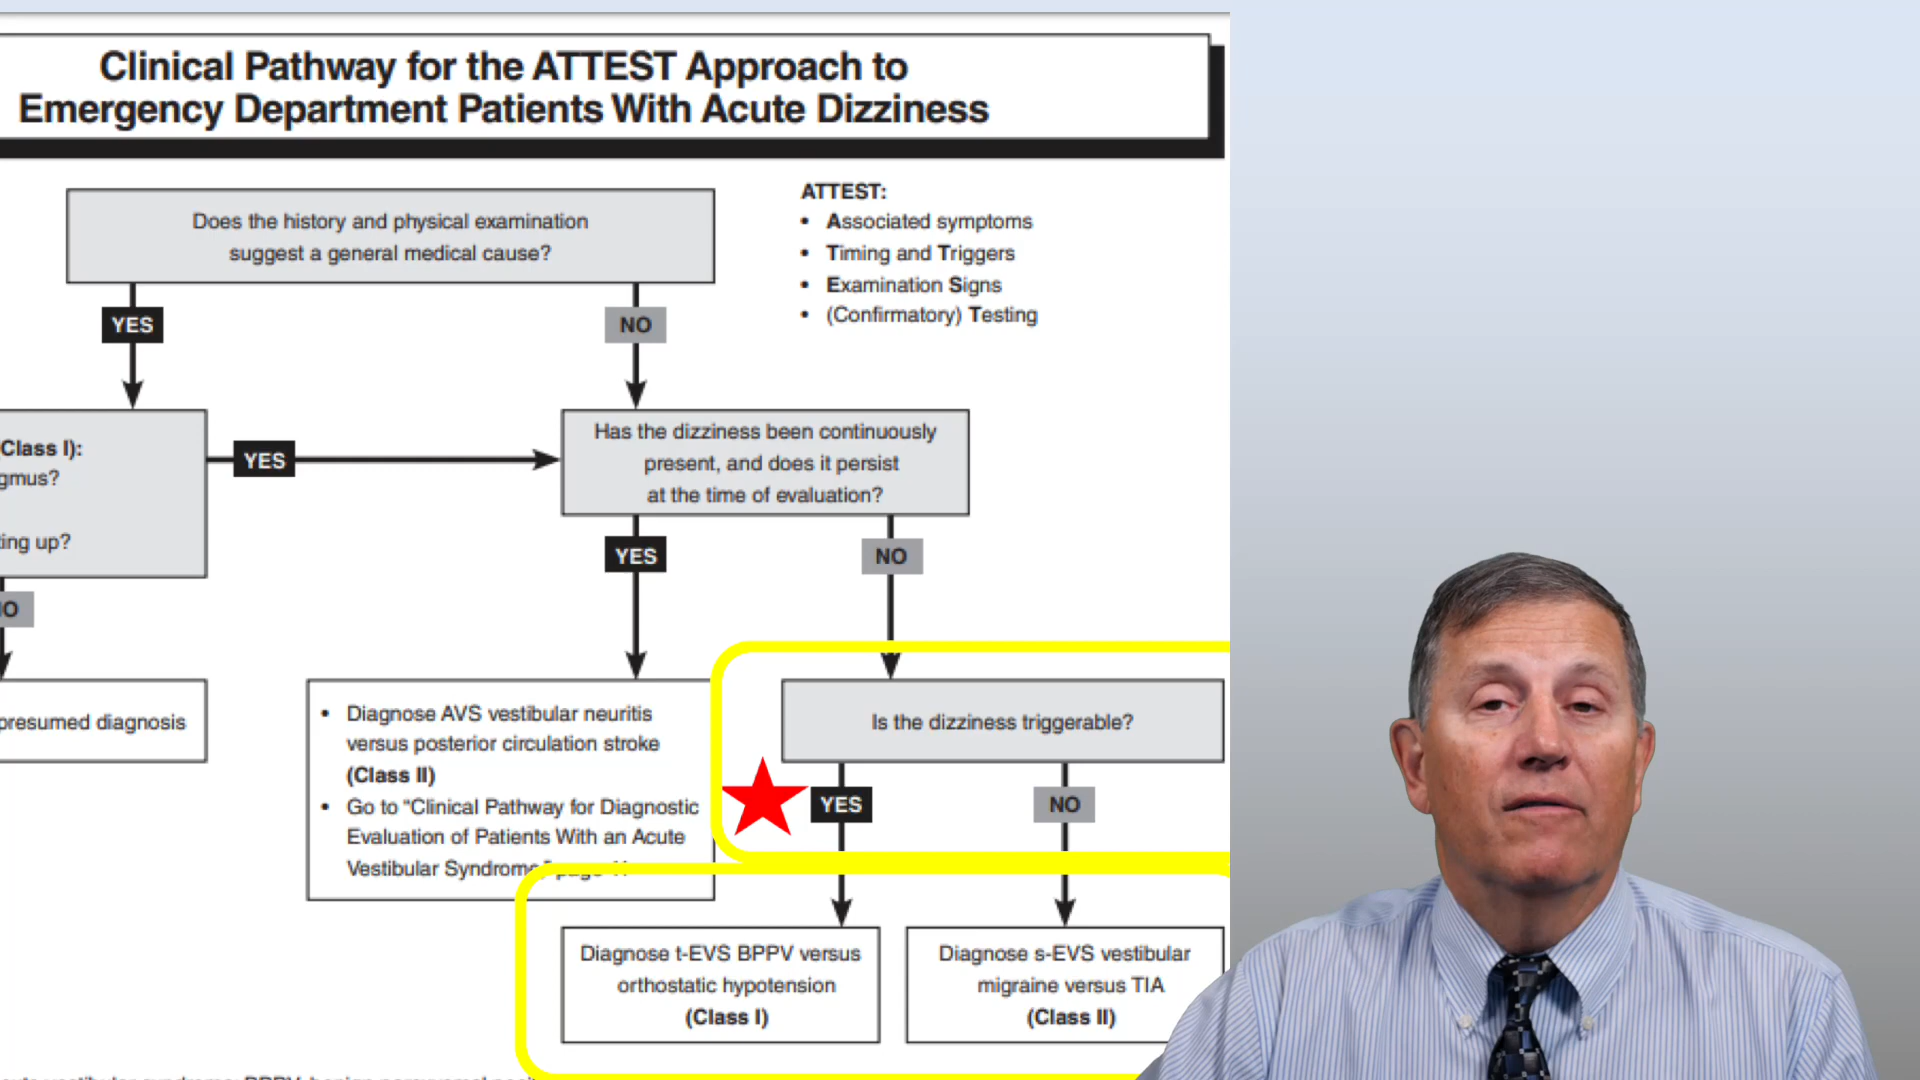 Clinical Pathway for the ATTEST Approach to
Emergency Department Patients With Acute Dizziness
Does the history and physical examination
suggest a general medical cause?
ATTEST:
• Associated symptoms
• Timing and Triggers
• Examination Signs
• (Confirmatory) Testing
YES
NO
Class I):
gmus?
ting up?
YES
Has the dizziness been continuously
present, and does it persist
at the time of evaluation?
YES
NO
presumed diagnosis
• Diagnose AVS vestibular neuritis
versus posterior circulation stroke
(Class II)
• Go to “Clinical Pathway for Diagnostic
Evaluation of Patients With an Acute
Vestibular Syndrome
Is the dizziness triggerable?
YES
NO
Diagnose t-EVS BPPV versus
orthostatic hypotension
(Class I)
Diagnose s-EVS vestibular
migraine versus TIA
(Class II)